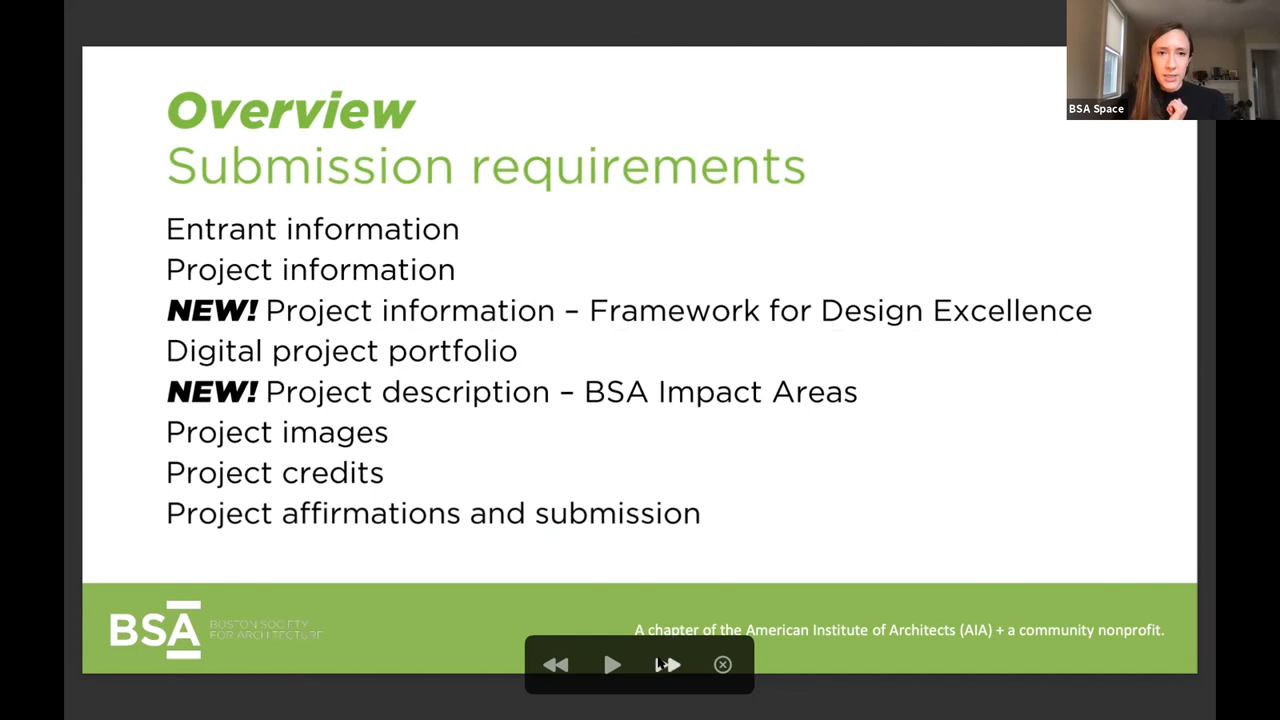 Overview
Submission requirements
Entrant information
Project information
NEW! Project information – Framework for Design Excellence
Digital project portfolio
NEW! Project description – BSA Impact Areas
Project images
Project credits
Project affirmations and submission
BSA Space
BSA
BOSTON SOCIETY
FOR ARCHITECTURE
A chapter of the American Institute of Architects (AIA) + a community nonprofit.